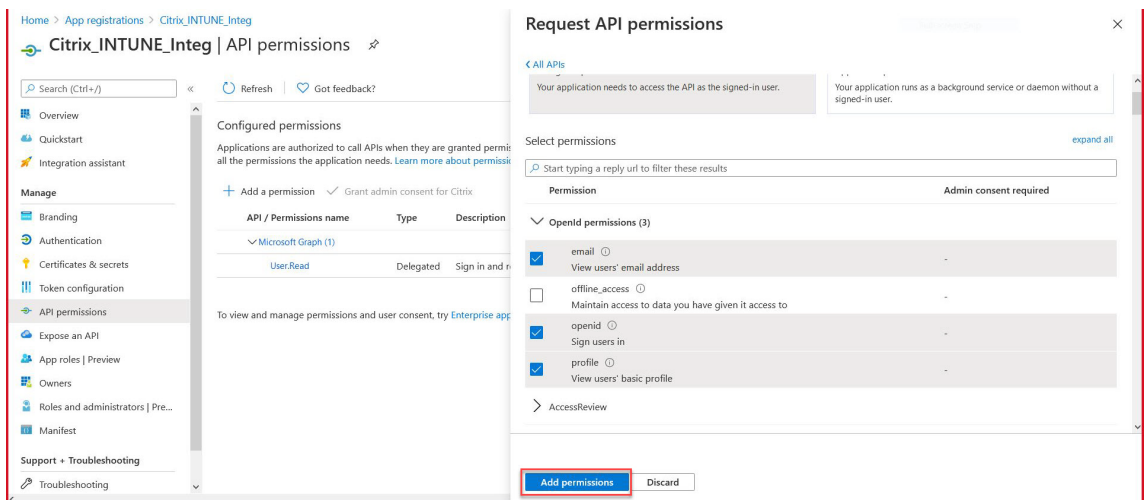 Home > App registrations > Citrix_INTUNE_Integ
Citrix_INTUNE_Integ | API permissions
Search (Ctrl+/)
Overview
Quickstart
Integration assistant
Manage
Branding
Authentication
Certificates & secrets
Token configuration
API permissions
Expose an API
App roles | Preview
Owners
Roles and administrators | Pre...
Manifest
Support + Troubleshooting
Troubleshooting
Refresh
Got feedback?
Configured permissions
Applications are authorized to call APIs when they are granted permis
all the permissions the application needs. Learn more about permissio
Add a permission
Grant admin consent for Citrix
API / Permissions name Type Description
Microsoft Graph (1)
User.Read Delegated Sign in and r
To view and manage permissions and user consent, try Enterprise app
Request API permissions
All APIs
Your application needs to access the API as the signed-in user.
Your application runs as a background service or daemon without a
signed-in user.
Select permissions
expand all
Start typing a reply url to filter these results
Permission Admin consent required
OpenId permissions (3)
email
View users' email address
-
offline_access
Maintain access to data you have given it access to
-
openid
Sign users in
-
profile
View users' basic profile
-
AccessReview
Add permissions
Discard